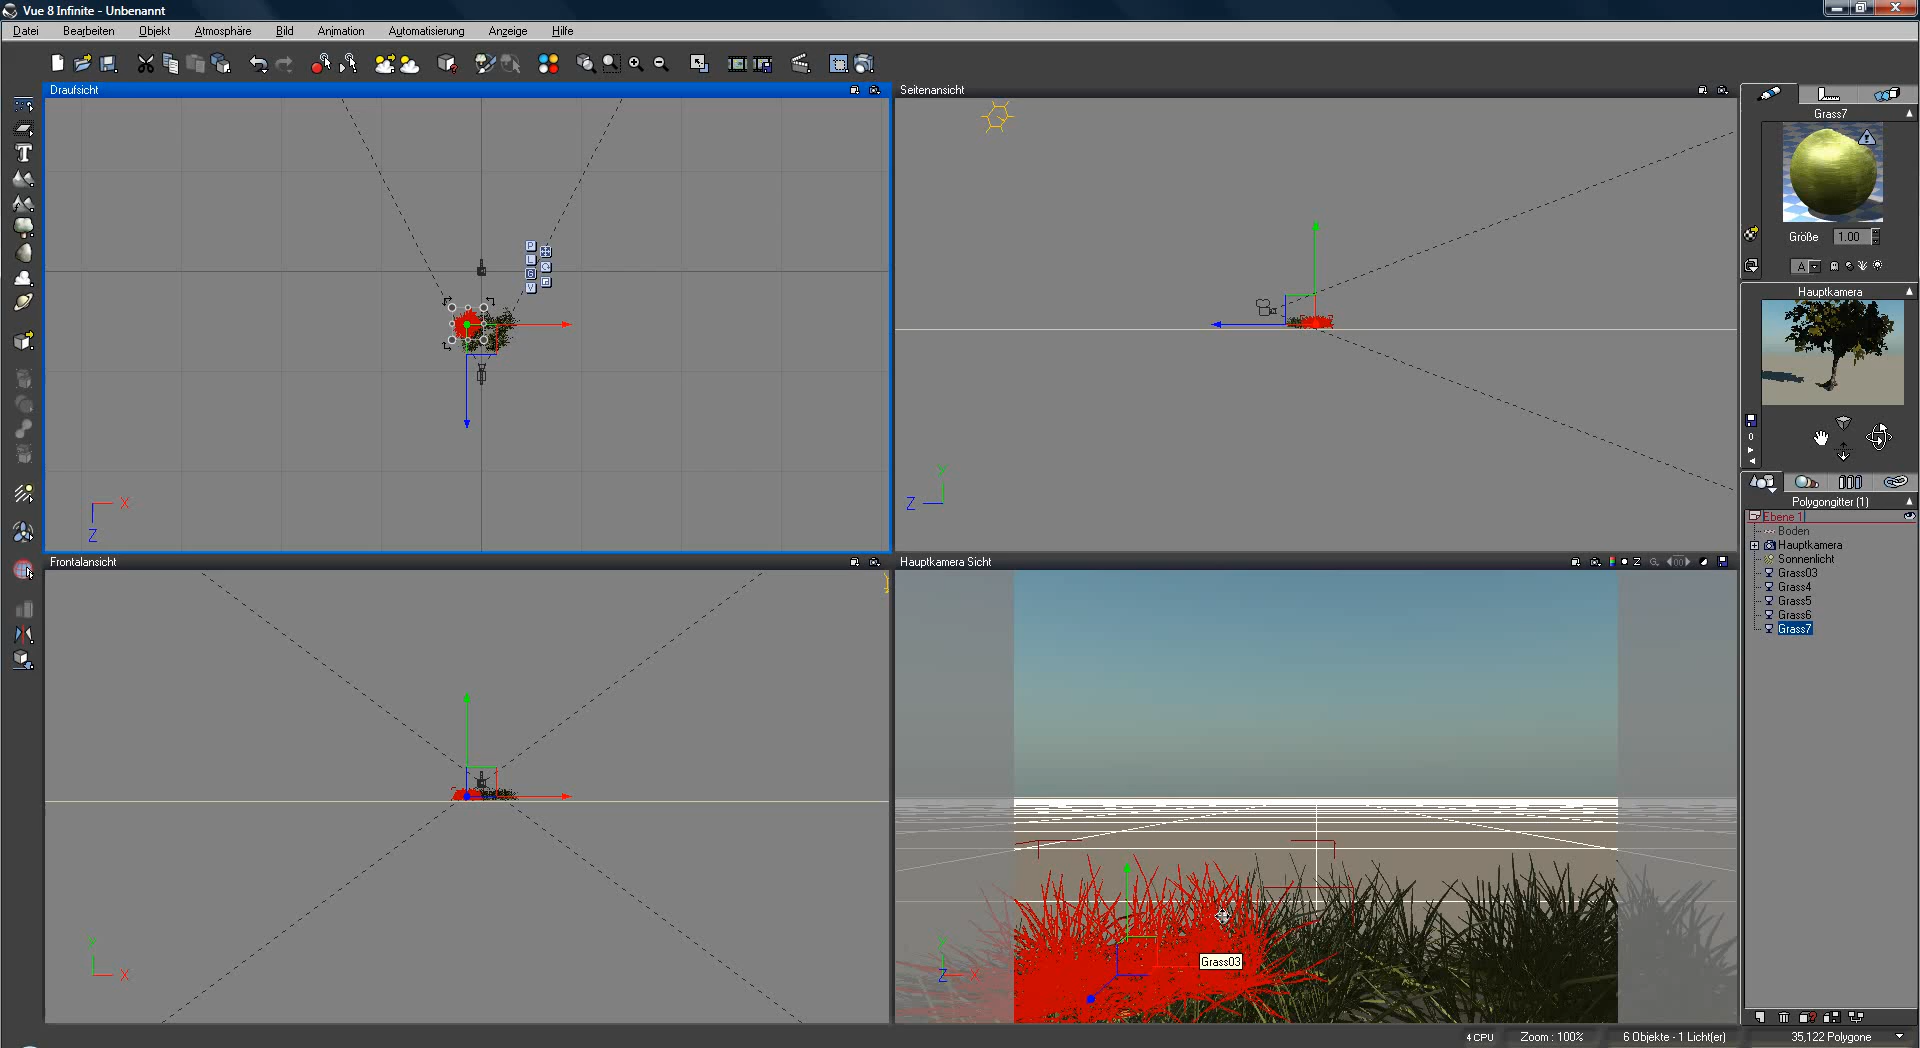 Vue 8 Infinite - Unbenannt
Datei Bearbeiten Objekt Atmosphäre Bild Animation Automatisierung Anzeige Hilfe
Draufsicht
Seitenansicht
Grass7
Größe 1.00
A
Hauptkamera
0
P
L
G
V
X
Z
Y
Z
Polygongitter (1)
Ebene 1
Boden
Hauptkamera
Sonnenlicht
Grass03
Grass4
Grass5
Grass6
Grass7
Frontalansicht
Hauptkamera Sicht
Z
Y
X
Grass03
Y
Z X
4 CPU Zoom : 100% 6 Objekte - 1 Licht(er) 35,122 Polygone